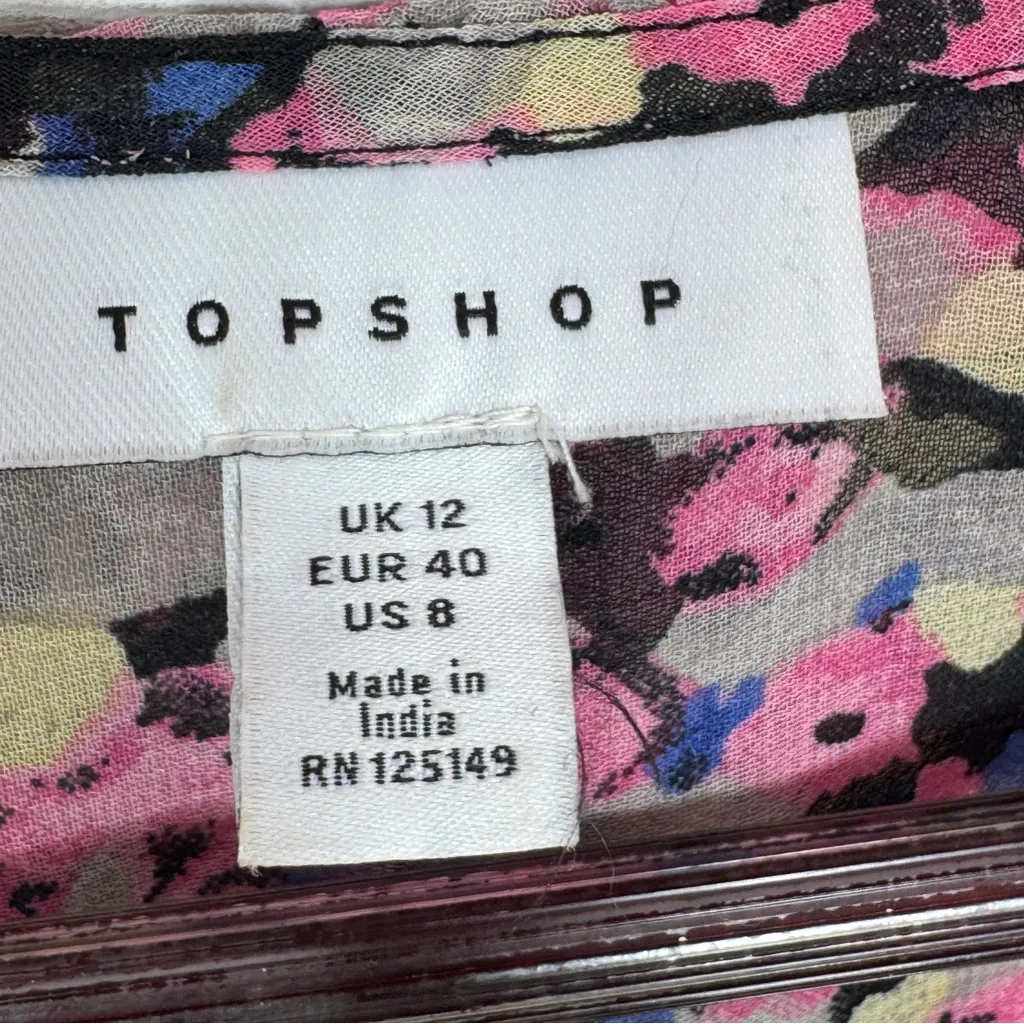 TOPSHOP
UK 12
EUR 40
US 8
Made in
India
RN 125149